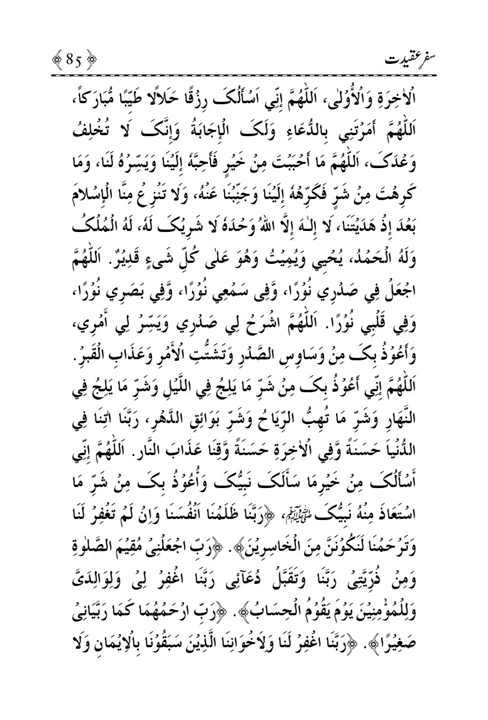 سفر عقیدت ﴿85﴾
الْاٰخِرَةِ وَالْأُوْلٰى، اَللّٰهُمَّ إِنِّي اَسْأَلُکَ رِزْقًا حَلَالًا طَيِّبًا مُّبَارَكًا،
اَللّٰهُمَّ أَمَرْتَنِي بِالدُّعَاءِ وَلَکَ الْإِجَابَةُ وَإِنَّکَ لَا تُخْلِفُ
وَعْدَکَ، اَللّٰهُمَّ مَا أَحْبَبْتَ مِنْ خَيْرٍ فَأَحِبَّهٗ إِلَيْنَا وَيَسِّرْهُ لَنَا، وَمَا
كَرِهْتَ مِنْ شَرٍّ فَكَرِّهْهُ إِلَيْنَا وَجَنِّبْنَا عَنْهُ، وَلَا تَنْزِعْ مِنَّا الْإِسْلَامَ
بَعْدَ إِذْ هَدَيْتَنَا، لَا إِلٰهَ إِلَّا اللهُ وَحْدَهٗ لَا شَرِيْکَ لَهٗ، لَهُ الْمُلْکُ
وَلَهُ الْحَمْدُ، يُحْيِي وَيُمِيْتُ وَهُوَ عَلٰى كُلِّ شَیءٍ قَدِيْرٌ. اَللّٰهُمَّ
اجْعَلْ فِي صَدْرِي نُوْرًا، وَّفِی سَمْعِي نُوْرًا، وَّفِي بَصَرِي نُوْرًا،
وَفِي قَلْبِي نُوْرًا. اَللّٰهُمَّ اشْرَحْ لِي صَدْرِي وَيَسِّرْ لِي أَمْرِي،
وَأَعُوْذُ بِکَ مِنْ وَسَاوِسِ الصَّدْرِ وَتَشَتُّتِ الْأَمْرِ وَعَذَابِ الْقَبْرِ.
اَللّٰهُمَّ إِنِّي أَعُوْذُ بِکَ مِنْ شَرِّ مَا يَلِجُ فِي اللَّيْلِ وَشَرِّ مَا يَلِجُ فِي
النَّهَارِ وَشَرِّ مَا تُهِبُّ الرِّيَاحُ وَشَرِّ بَوَائِقِ الدَّهْرِ، رَبَّنَا اٰتِنَا فِي
الدُّنْيَا حَسَنَةً وَّفِي الْاٰخِرَةِ حَسَنَةً وَّقِنَا عَذَابَ النَّارِ. اَللّٰهُمَّ إِنِّي
أَسْأَلُکَ مِنْ خَيْرِ مَا سَأَلَکَ نَبِيُّکَ وَأَعُوْذُ بِکَ مِنْ شَرِّ مَا
اسْتَعَاذَ مِنْهُ نَبِيُّکَ ﷺ، ﴿رَبَّنَا ظَلَمْنَا اَنْفُسَنَا وَاِنْ لَمْ تَغْفِرْ لَنَا
وَتَرْحَمْنَا لَنَكُوْنَنَّ مِنَ الْخَاسِرِيْنَ﴾. ﴿رَبِّ اجْعَلْنِیْ مُقِيْمَ الصَّلٰوةِ
وَمِنْ ذُرِّيَّتِیْ رَبَّنَا وَتَقَبَّلْ دُعَآئِی رَبَّنَا اغْفِرْ لِیْ وَلِوَالِدَیَّ
وَلِلْمُؤْمِنِيْنَ يَوْمَ يَقُوْمُ الْحِسَابُ﴾. ﴿رَبِّ ارْحَمْهُمَا كَمَا رَبَّيَانِیْ
صَغِيْرًا﴾. ﴿رَبَّنَا اغْفِرْ لَنَا وَلِاَخْوَانِنَا الَّذِيْنَ سَبَقُوْنَا بِالْاِيْمَانِ وَلَا